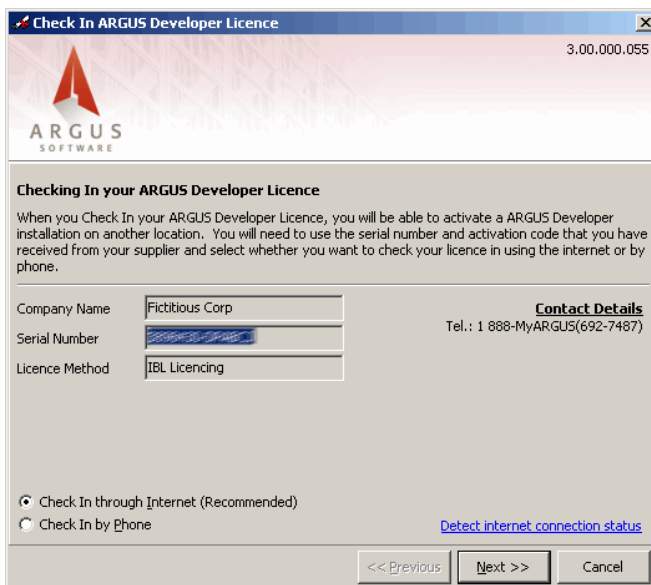 Check In ARGUS Developer Licence
3.00.000.055
ARGUS
SOFTWARE
Checking In your ARGUS Developer Licence
When you Check In your ARGUS Developer Licence, you will be able to activate a ARGUS Developer
installation on another location. You will need to use the serial number and activation code that you have
received from your supplier and select whether you want to check your licence in using the internet or by
phone.
Company Name Fictitious Corp
Contact Details
Tel.: 1 888-MyARGUS(692-7487)
Serial Number
Licence Method IBL Licencing
Check In through Internet (Recommended)
Check In by Phone
Detect internet connection status
<< Previous Next >> Cancel